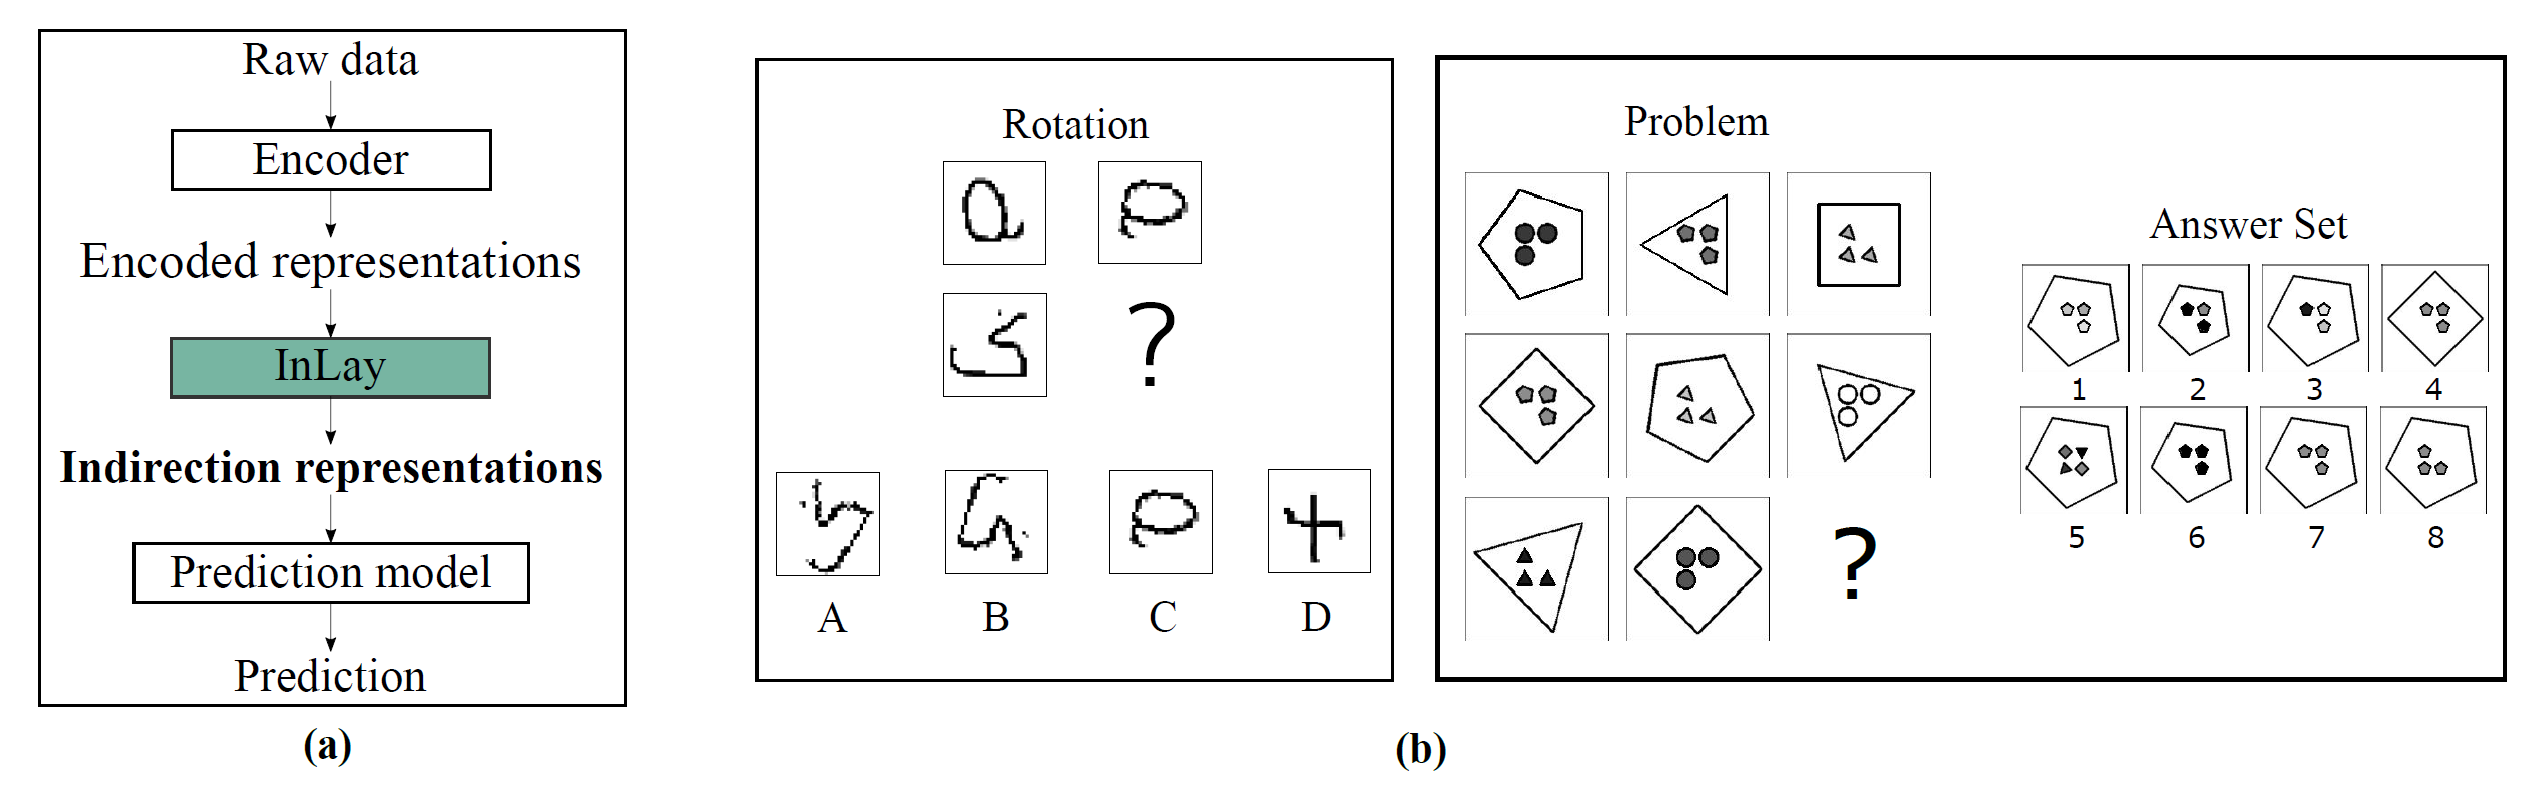 Raw data
Encoder
Encoded representations
InLay
Indirection representations
Prediction model
Prediction
(a)
Rotation
?
A B C D
Problem
?
Answer Set
1 2 3 4
5 6 7 8
(b)